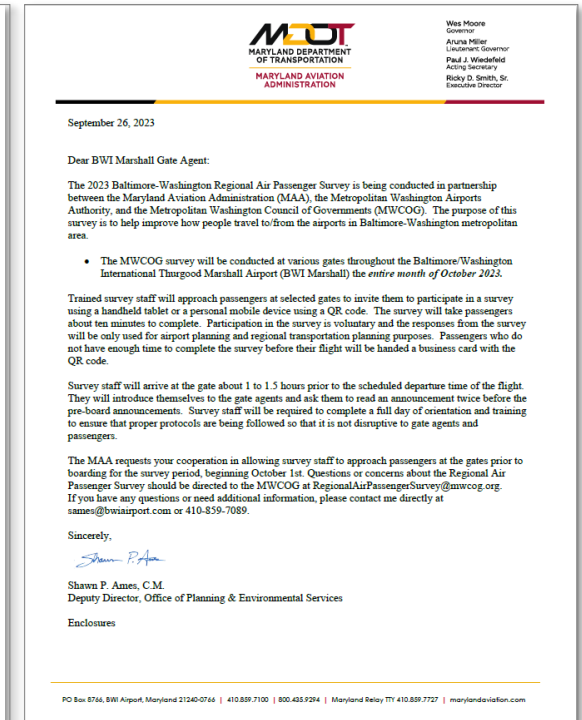 MDOT
MARYLAND DEPARTMENT
OF TRANSPORTATION
MARYLAND AVIATION
ADMINISTRATION
Wes Moore
Governor
Aruna Miller
Lieutenant Governor
Paul J. Wiedefeld
Acting Secretary
Ricky D. Smith, Sr.
Executive Director
September 26, 2023
Dear BWI Marshall Gate Agent:
The 2023 Baltimore-Washington Regional Air Passenger Survey is being conducted in partnership
between the Maryland Aviation Administration (MAA), the Metropolitan Washington Airports
Authority, and the Metropolitan Washington Council of Governments (MWCOG). The purpose of this
survey is to help improve how people travel to/from the airports in Baltimore-Washington metropolitan
area.
• The MWCOG survey will be conducted at various gates throughout the Baltimore/Washington
International Thurgood Marshall Airport (BWI Marshall) the entire month of October 2023.
Trained survey staff will approach passengers at selected gates to invite them to participate in a survey
using a handheld tablet or a personal mobile device using a QR code. The survey will take passengers
about ten minutes to complete. Participation in the survey is voluntary and the responses from the survey
will be only used for airport planning and regional transportation planning purposes. Passengers who do
not have enough time to complete the survey before their flight will be handed a business card with the
QR code.
Survey staff will arrive at the gate about 1 to 1.5 hours prior to the scheduled departure time of the flight.
They will introduce themselves to the gate agents and ask them to read an announcement twice before the
pre-board announcements. Survey staff will be required to complete a full day of orientation and training
to ensure that proper protocols are being followed so that it is not disruptive to gate agents and
passengers.
The MAA requests your cooperation in allowing survey staff to approach passengers at the gates prior to
boarding for the survey period, beginning October 1st. Questions or concerns about the Regional Air
Passenger Survey should be directed to the MWCOG at RegionalAirPassengerSurvey@mwcog.org.
If you have any questions or need additional information, please contact me directly at
sames@bwiairport.com or 410-859-7089.
Sincerely,
Shawn P. Ames
Shawn P. Ames, C.M.
Deputy Director, Office of Planning & Environmental Services
Enclosures
PO Box 8766, BWI Airport, Maryland 21240-0766 | 410.859.7100 | 800.435.9294 | Maryland Relay TTY 410.859.7727 | marylandaviation.com